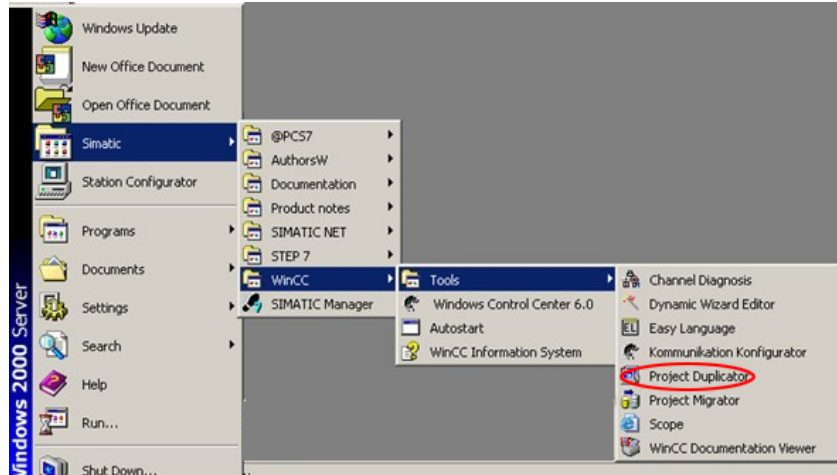 Windows Update
New Office Document
Open Office Document
Simatic
Station Configurator
Programs
Documents
Settings
Search
Help
Run...
Shut Down...
Windows 2000 Server
@PCS7
AuthorsW
Documentation
Product notes
SIMATIC NET
STEP 7
WinCC
SIMATIC Manager
Tools
Windows Control Center 6.0
Autostart
WinCC Information System
Channel Diagnosis
Dynamic Wizard Editor
EL Easy Language
Kommunikation Konfigurator
Project Duplicator
Project Migrator
Scope
WinCC Documentation Viewer